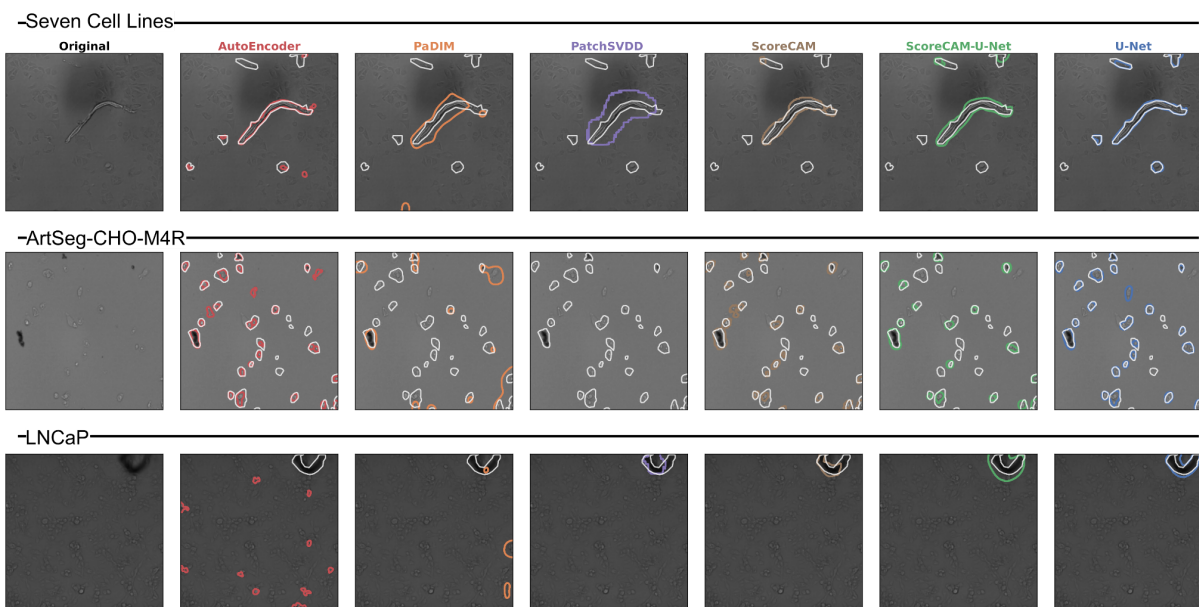 Seven Cell Lines
Original AutoEncoder PaDIM PatchSVDD ScoreCAM ScoreCAM-U-Net U-Net
ArtSeg-CHO-M4R
LNCaP